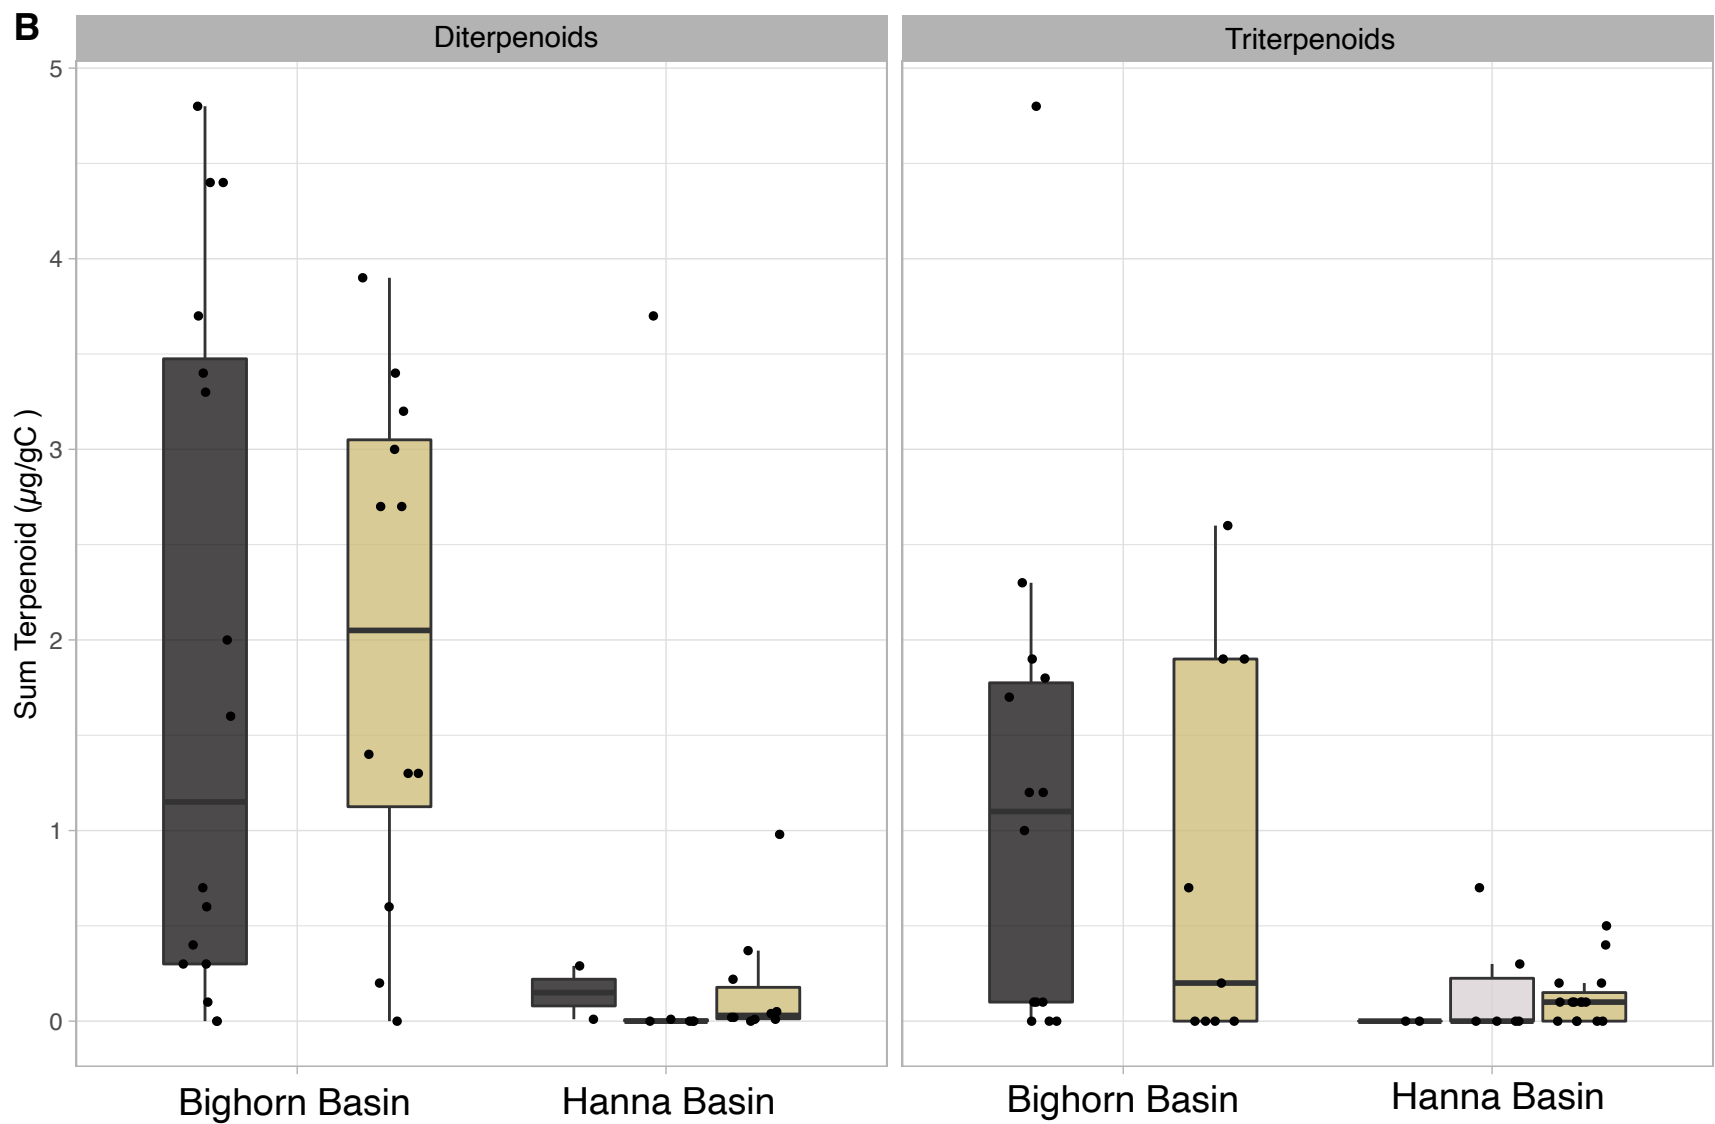 B
Diterpenoids
Triterpenoids
Sum Terpenoid (µg/gC )
5
4
3
2
1
0
Bighorn Basin
Hanna Basin
Bighorn Basin
Hanna Basin